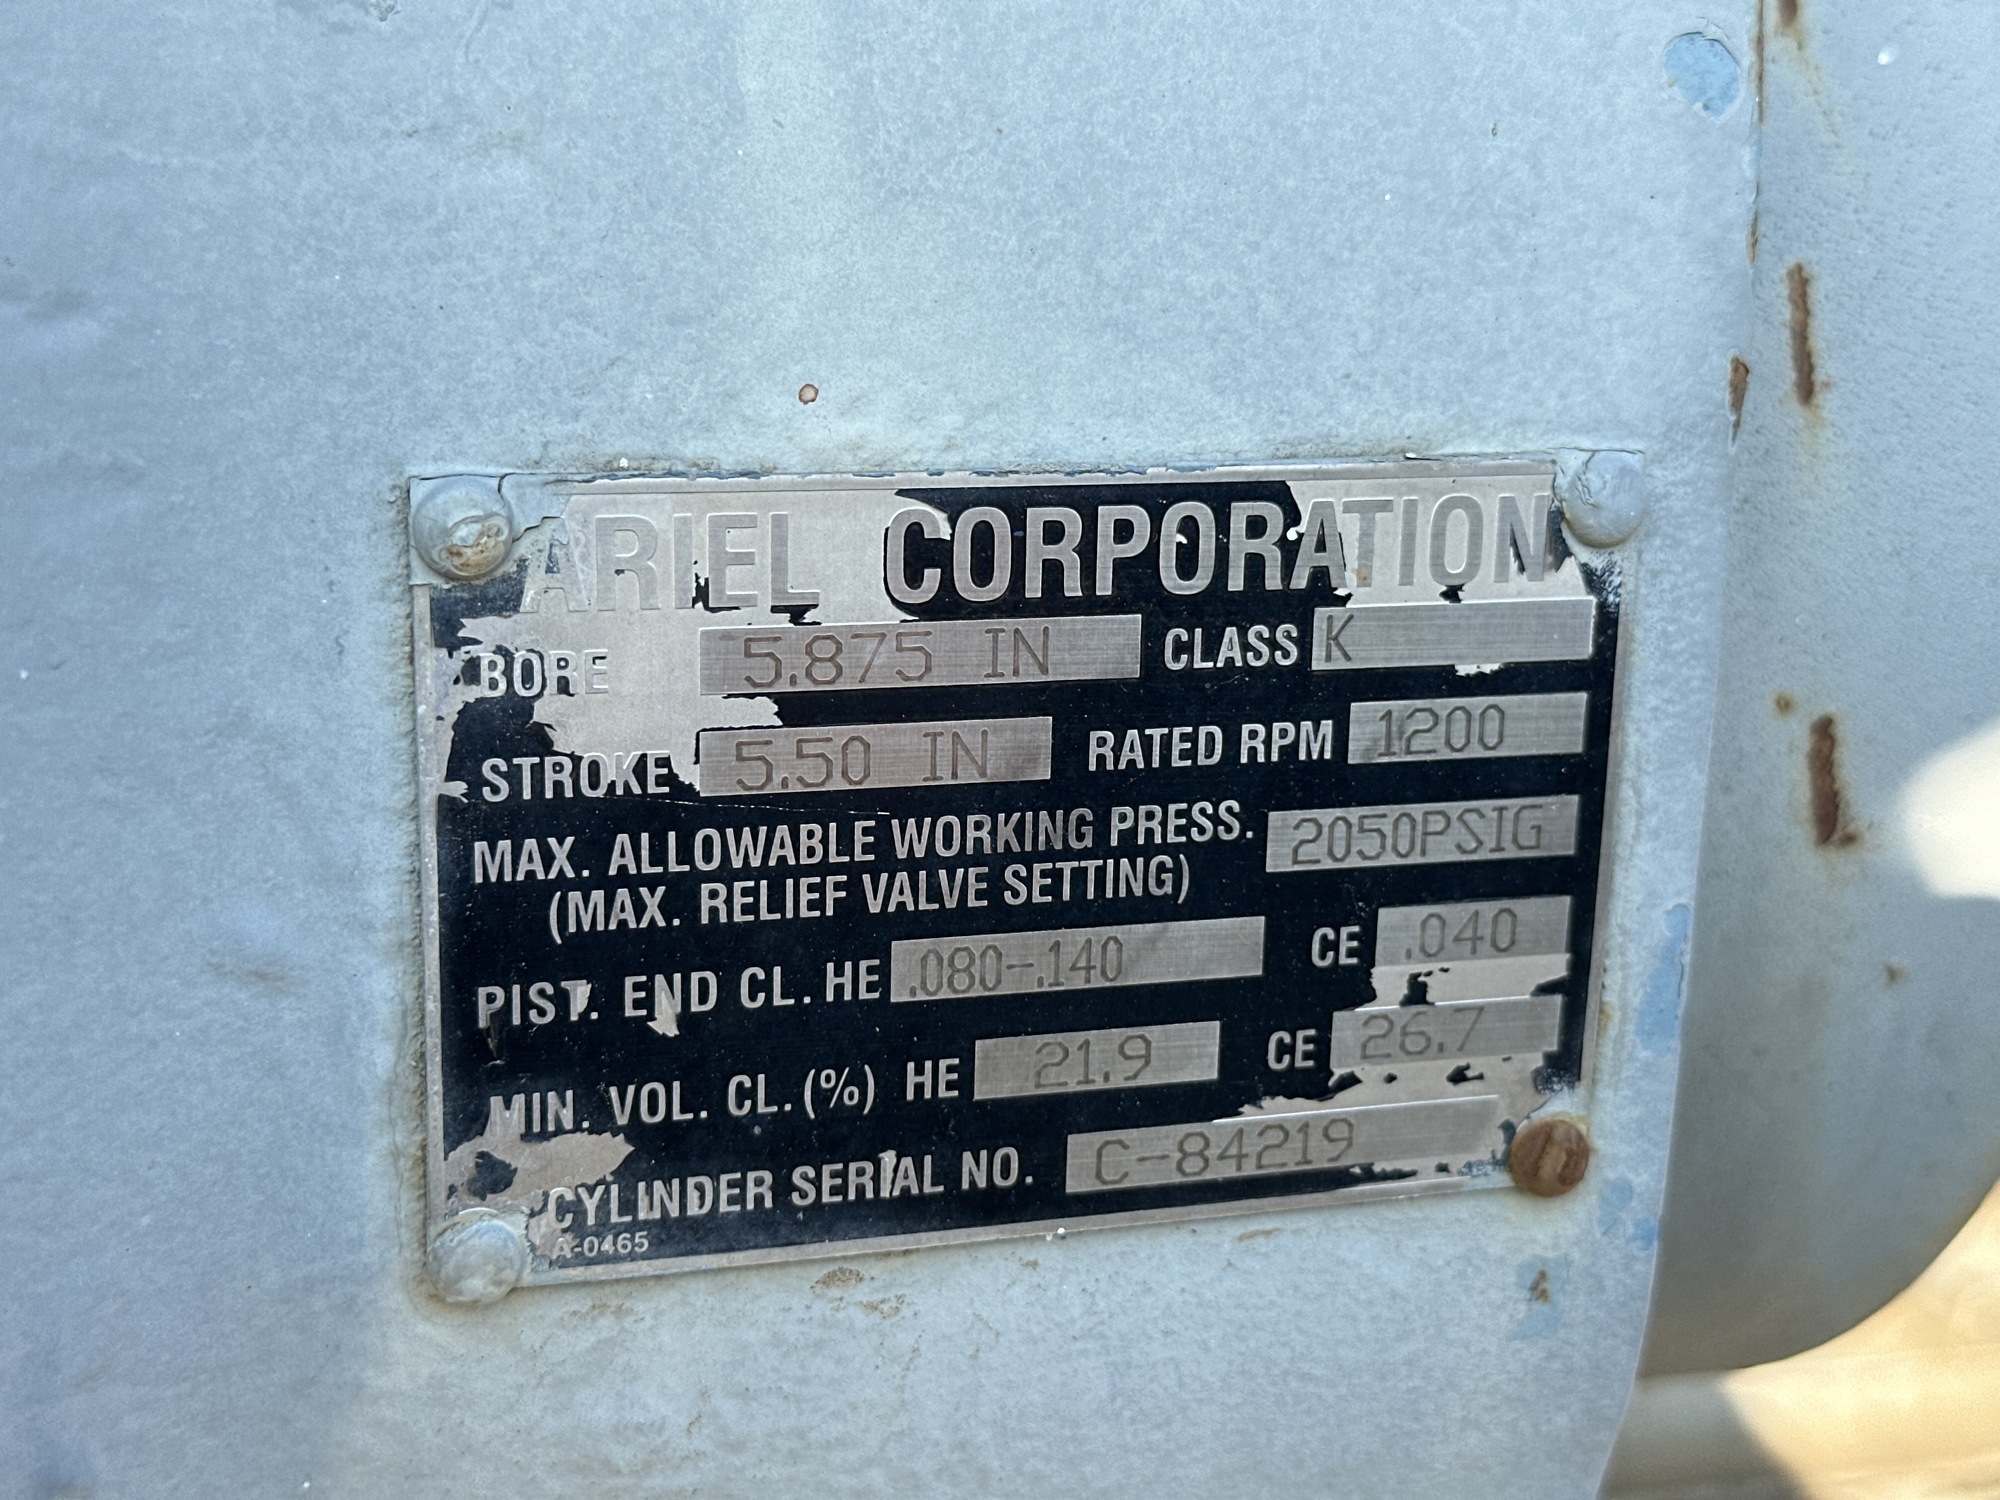 ARIEL CORPORATION
BORE 5.875 IN CLASS K
STROKE 5.50 IN RATED RPM 1200
MAX. ALLOWABLE WORKING PRESS. 2050PSIG
(MAX. RELIEF VALVE SETTING)
PIST. END CL. HE .080-.140 CE .040
MIN. VOL. CL. (%) HE 21.9 CE 26.7
CYLINDER SERIAL NO. C-84219
A-0465